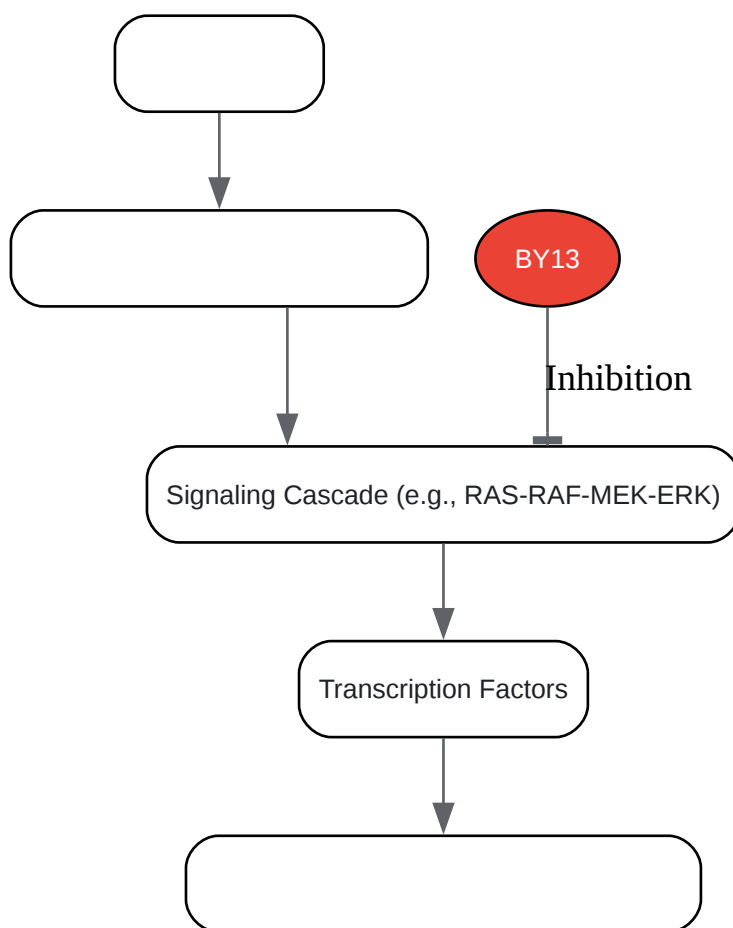 BY13
Inhibition
Signaling Cascade (e.g., RAS-RAF-MEK-ERK)
Transcription Factors